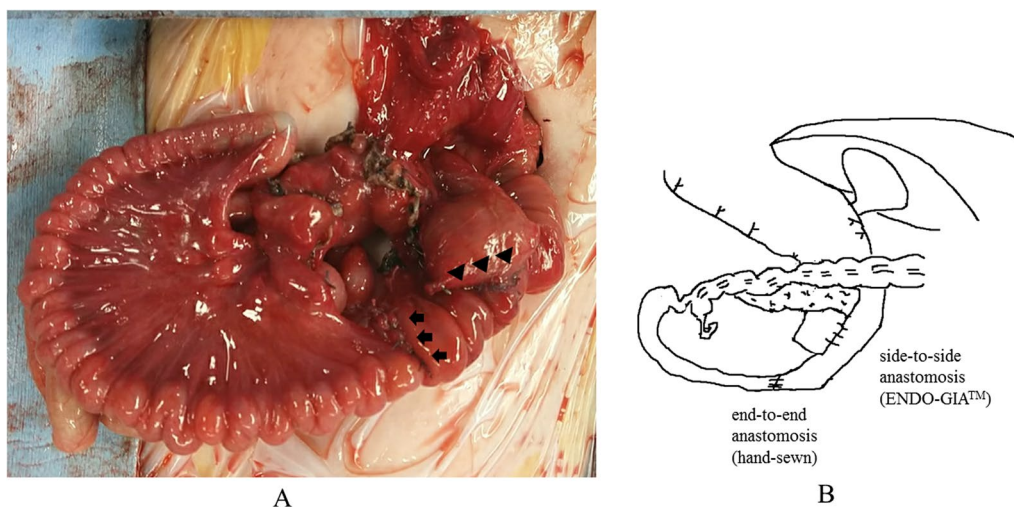 side-to-side
anastomosis
(ENDO-GIA™)
end-to-end
anastomosis
(hand-sewn)
A
B